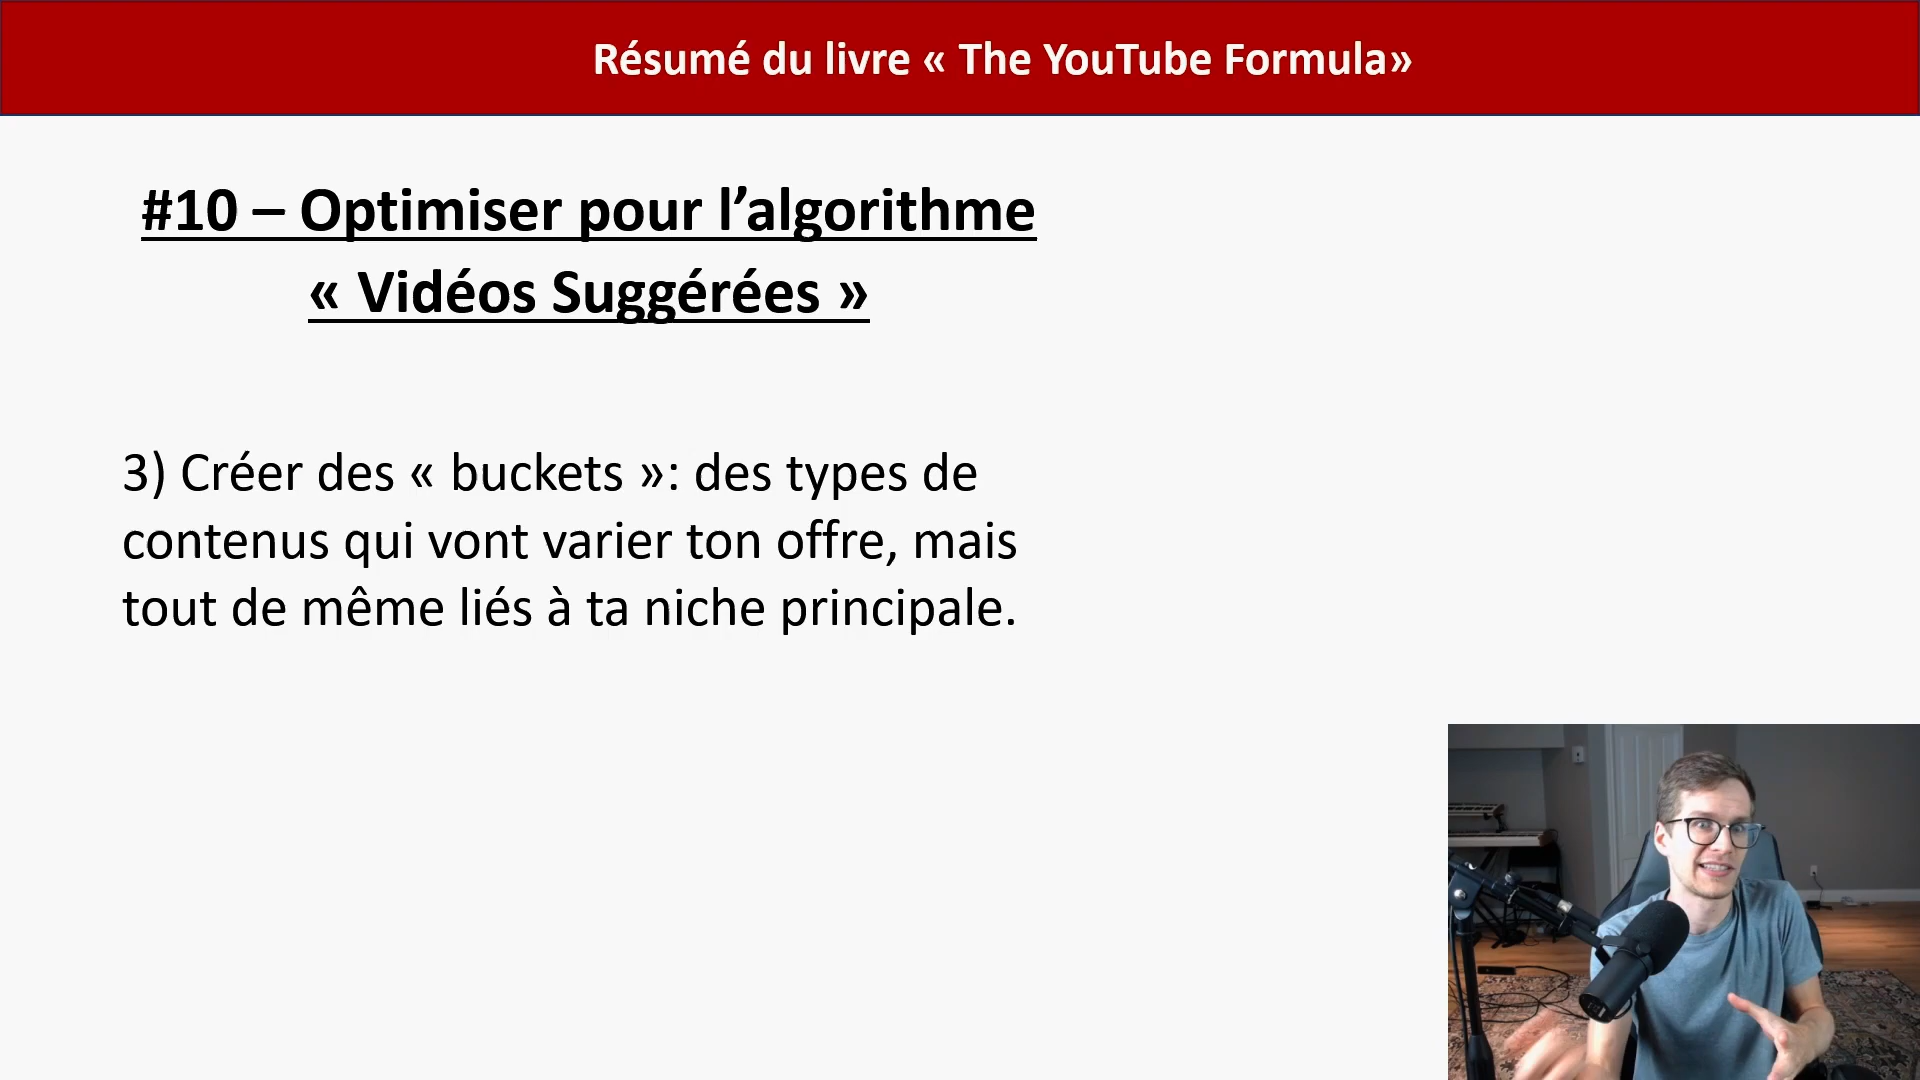 Résumé du livre « The YouTube Formula»
#10 – Optimiser pour l’algorithme
« Vidéos Suggérées »
3) Créer des « buckets »: des types de
contenus qui vont varier ton offre, mais
tout de même liés à ta niche principale.